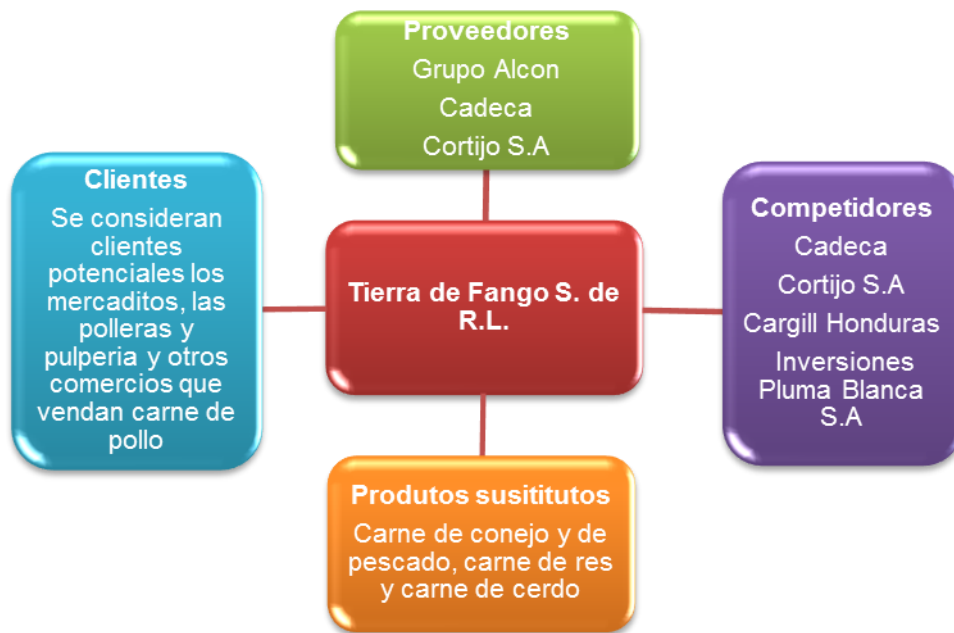 Proveedores
Grupo Alcon
Cadeca
Cortijo S.A
Clientes
Se consideran
clientes
potenciales los
mercaditos, las
polleras y
pulperia y otros
comercios que
vendan carne de
pollo
Tierra de Fango S. de
R.L.
Competidores
Cadeca
Cortijo S.A
Cargill Honduras
Inversiones
Pluma Blanca
S.A
Produtos susititutos
Carne de conejo y de
pescado, carne de res
y carne de cerdo